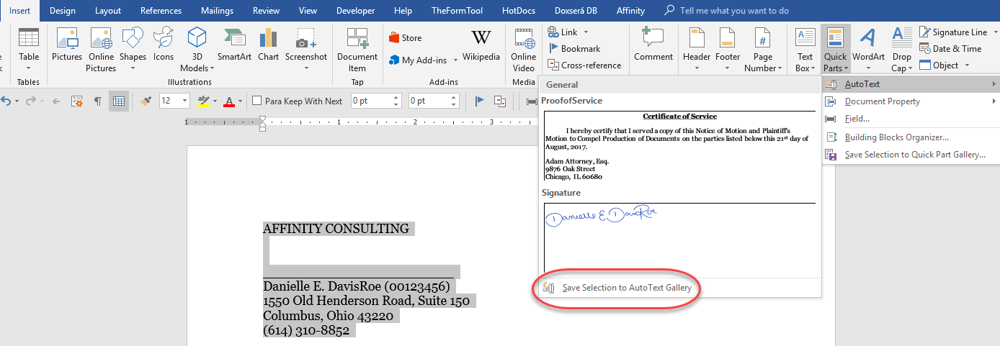 Insert Design Layout References Mailings Review View Developer Help TheFormTool HotDocs Doxserá DB Affinity Tell me what you want to do
Table
Tables
Pictures Online Pictures Shapes Icons 3D Models SmartArt Chart Screenshot
Illustrations
Document Item
Tap
Store
My Add-ins
Wikipedia
Add-ins
Online Video
Media
Link
Bookmark
Cross-reference
Comment
Header Footer Page Number
Text Box Quick Parts WordArt Drop Cap
Signature Line
Date & Time
Object
12 Para Keep With Next 0 pt 0 pt
1 1 2 3
General
ProofofService
Certificate of Service
I hereby certify that I served a copy of this Notice of Motion and Plaintiff's
Motion to Compel Production of Documents on the parties listed below this 21st day of
August, 2017.
Adam Attorney, Esq.
9876 Oak Street
Chicago, IL 60680
Signature
Danielle E. DavisRoe
Save Selection to AutoText Gallery
AutoText
Document Property
Field...
Building Blocks Organizer...
Save Selection to Quick Part Gallery...
AFFINITY CONSULTING
Danielle E. DavisRoe (00123456)
1550 Old Henderson Road, Suite 150
Columbus, Ohio 43220
(614) 310-8852